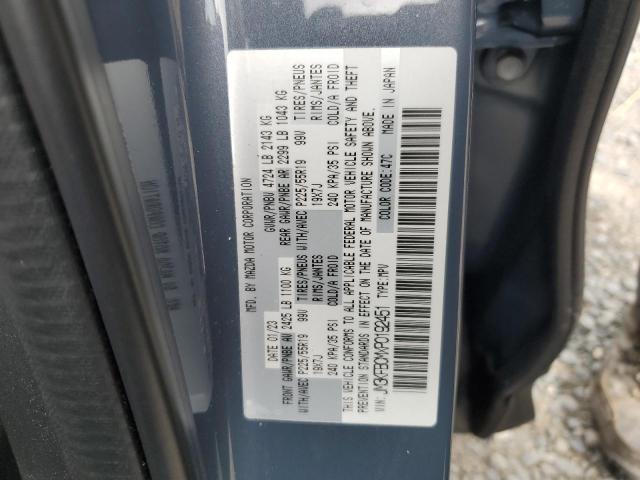 MFD. BY MAZDA MOTOR CORPORATION
DATE 01/23 GVWR/PNBV 4724 LB 2143 KG
FRONT GAWR/PNBE AV 2425 LB 1100 KG REAR GAWR/PNBE AR 2299 LB 1043 KG
WITH/AVEC P225/55R19 99V TIRES/PNEUS WITH/AVEC P225/55R19 99V TIRES/PNEUS
19X7J RIMS/JANTES 19X7J RIMS/JANTES
240 KPA/35 PSI COLD/A FROID 240 KPA/35 PSI COLD/A FROID
THIS VEHICLE CONFORMS TO ALL APPLICABLE FEDERAL MOTOR VEHICLE SAFETY AND THEFT
PREVENTION STANDARDS IN EFFECT ON THE DATE OF MANUFACTURE SHOWN ABOVE.
VIN: TYPE: MPV COLOR CODE: 47C MADE IN JAPAN